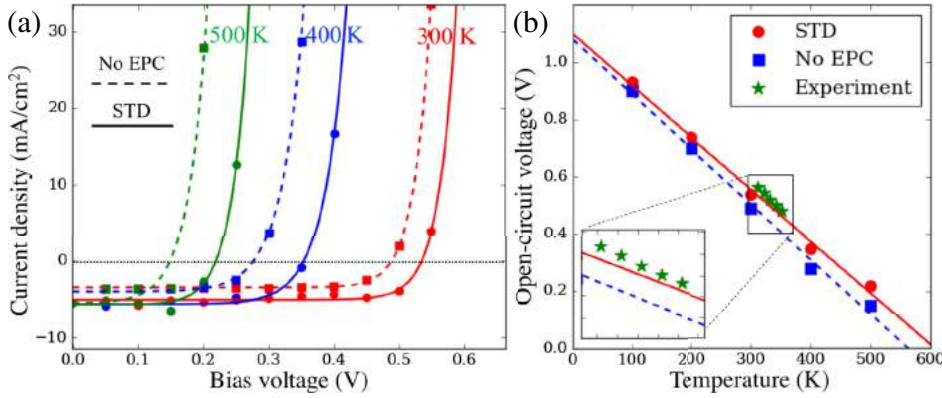 (a)
500 K
400 K
300 K
No EPC
STD
Current density (mA/cm²)
30
20
10
0
−10
0.0
0.1
0.2
0.3
0.4
0.5
0.6
Bias voltage (V)
(b)
STD
No EPC
Experiment
Open-circuit voltage (V)
1.0
0.8
0.6
0.4
0.2
0.0
0
100
200
300
400
500
600
Temperature (K)